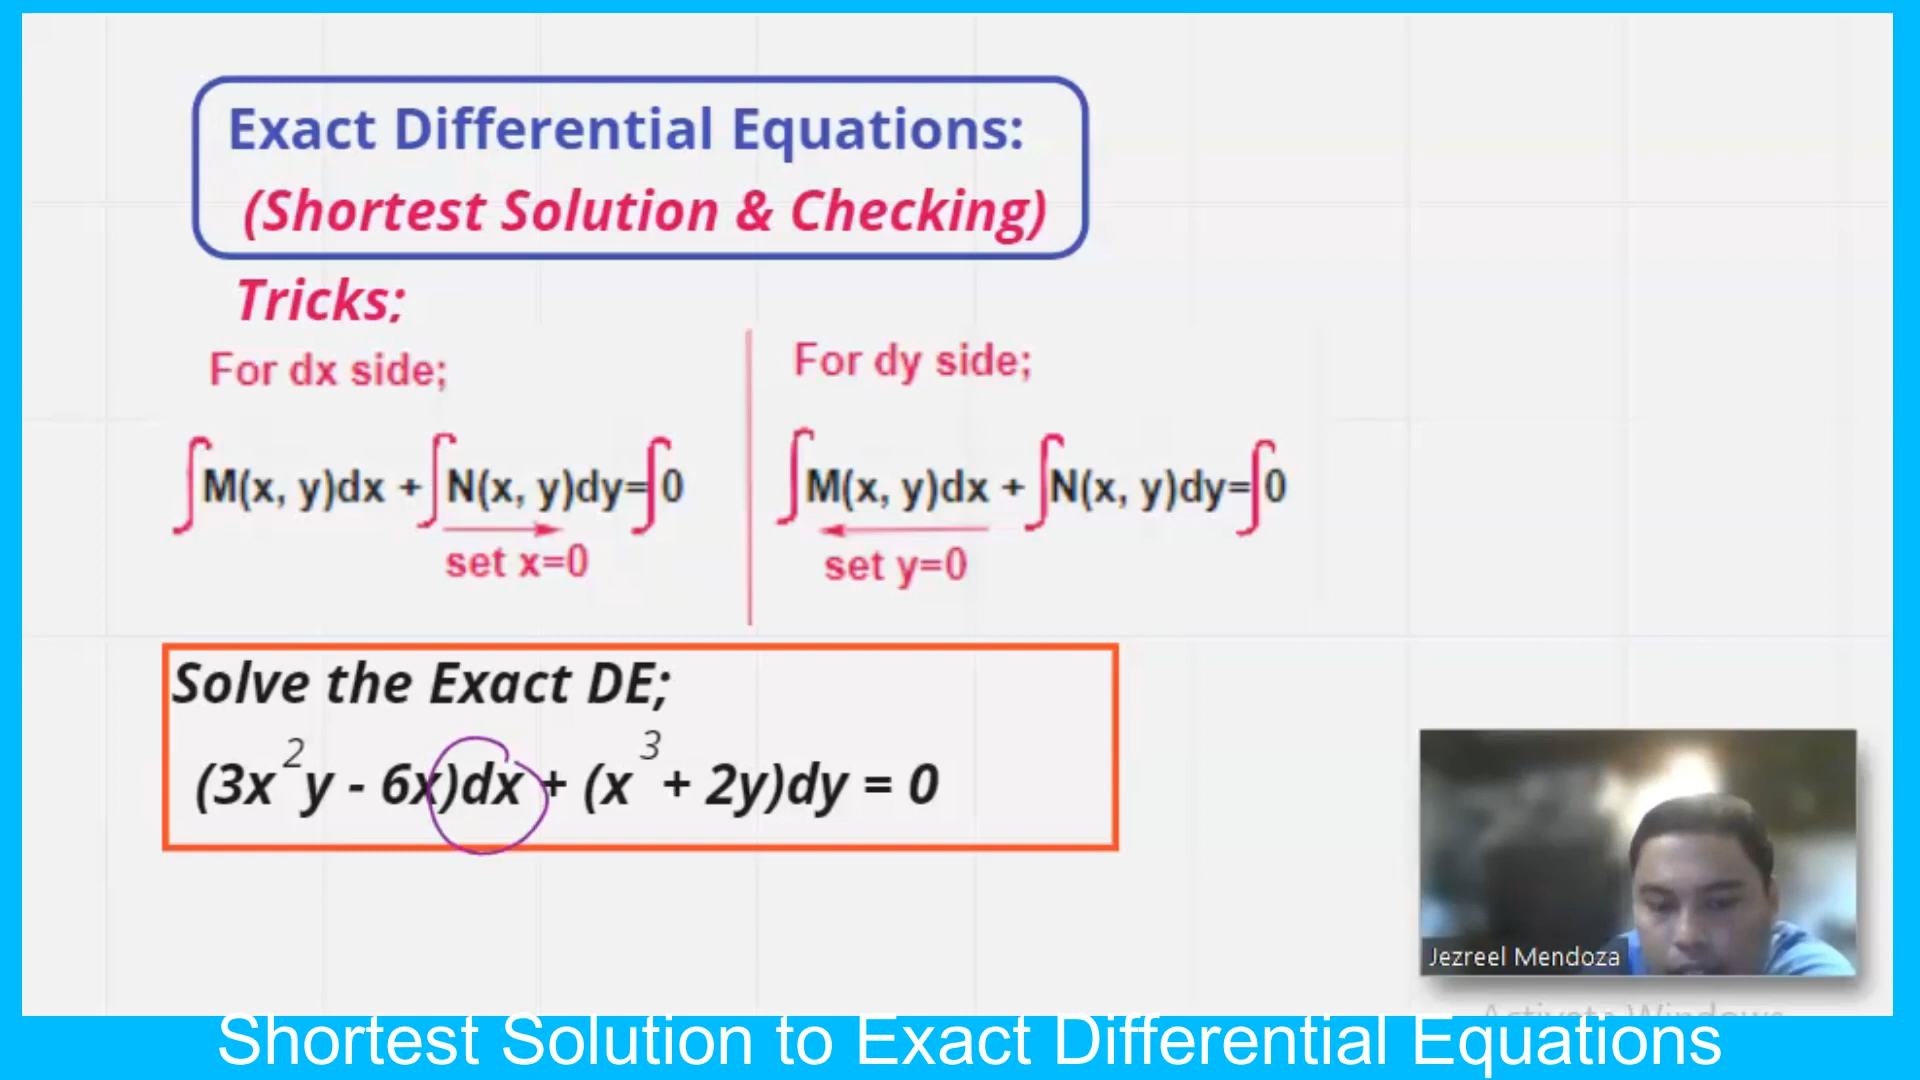 Exact Differential Equations:
(Shortest Solution & Checking)
Tricks;
For dx side;
∫M(x, y)dx + ∫N(x, y)dy=∫0
set x=0
For dy side;
∫M(x, y)dx + ∫N(x, y)dy=∫0
set y=0
Solve the Exact DE;
(3x²y - 6x)dx + (x³ + 2y)dy = 0
Jezreel Mendoza
Activate Windows
Shortest Solution to Exact Differential Equations